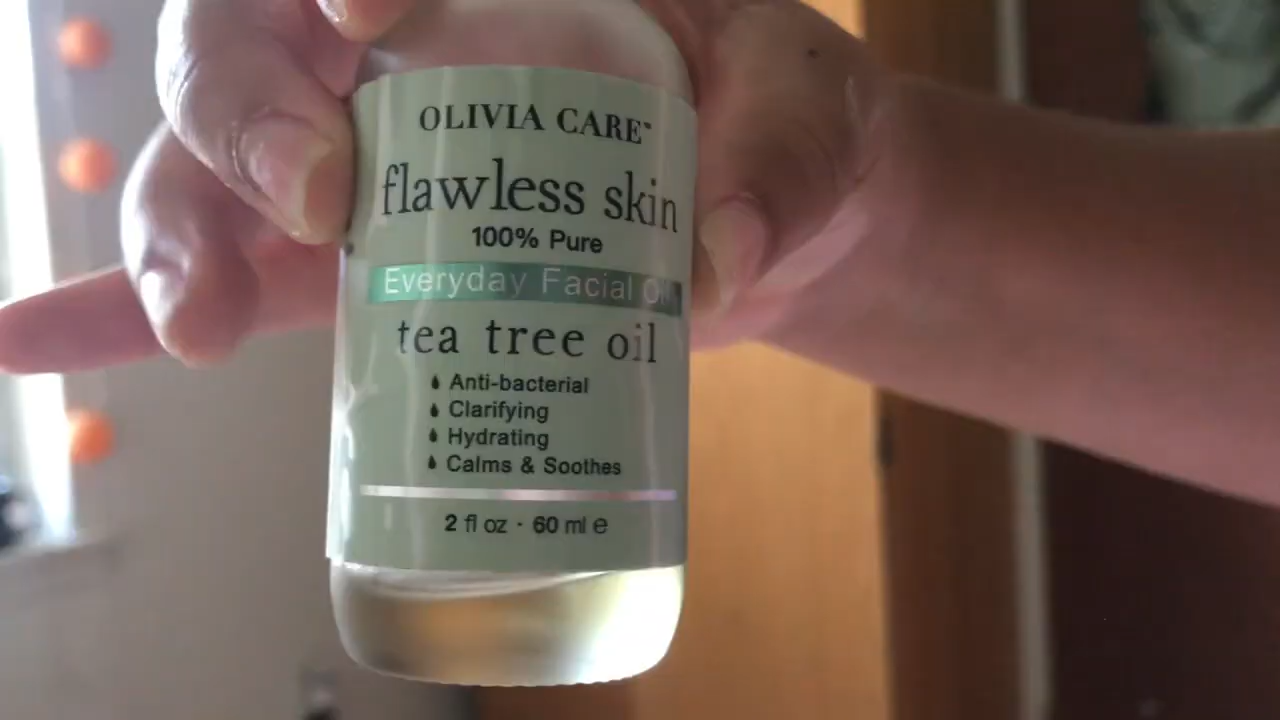 OLIVIA CARE™
flawless skin
100% Pure
Everyday Facial Oil
tea tree oil
Anti-bacterial
Clarifying
Hydrating
Calms & Soothes
2 fl oz · 60 ml e